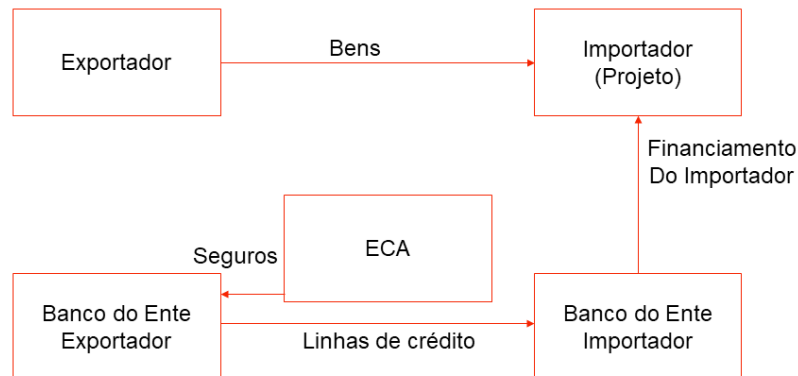 Exportador
Bens
Importador
(Projeto)
Financiamento
Do Importador
ECA
Seguros
Banco do Ente
Exportador
Linhas de crédito
Banco do Ente
Importador